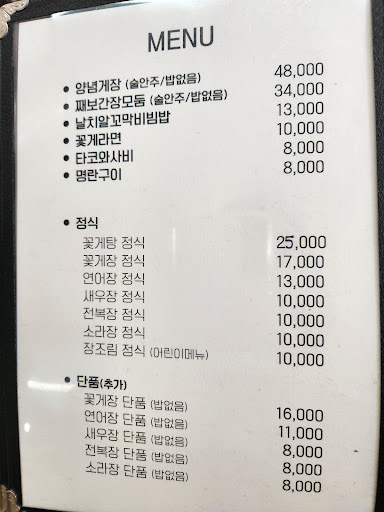 MENU
• 양념게장 (술안주/밥없음) 48,000
• 째보간장모둠 (술안주/밥없음) 34,000
• 날치알꼬막비빔밥 13,000
• 꽃게라면 10,000
• 타코와사비 8,000
• 명란구이 8,000
• 정식
꽃게탕 정식 25,000
꽃게장 정식 17,000
연어장 정식 13,000
새우장 정식 10,000
전복장 정식 10,000
소라장 정식 10,000
장조림 정식 (어린이메뉴) 10,000
• 단품(추가)
꽃게장 단품 (밥없음) 16,000
연어장 단품 (밥없음) 11,000
새우장 단품 (밥없음) 8,000
전복장 단품 (밥없음) 8,000
소라장 단품 (밥없음) 8,000